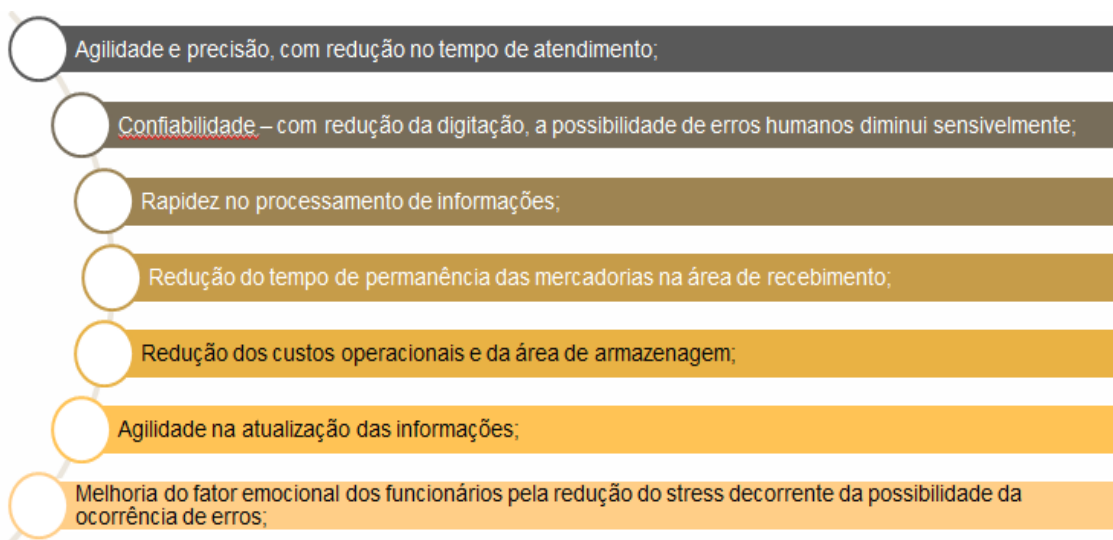 Agilidade e precisão, com redução no tempo de atendimento;
Confiabilidade – com redução da digitação, a possibilidade de erros humanos diminui sensivelmente;
Rapidez no processamento de informações;
Redução do tempo de permanência das mercadorias na área de recebimento;
Redução dos custos operacionais e da área de armazenagem;
Agilidade na atualização das informações;
Melhoria do fator emocional dos funcionários pela redução do stress decorrente da possibilidade da
ocorrência de erros;